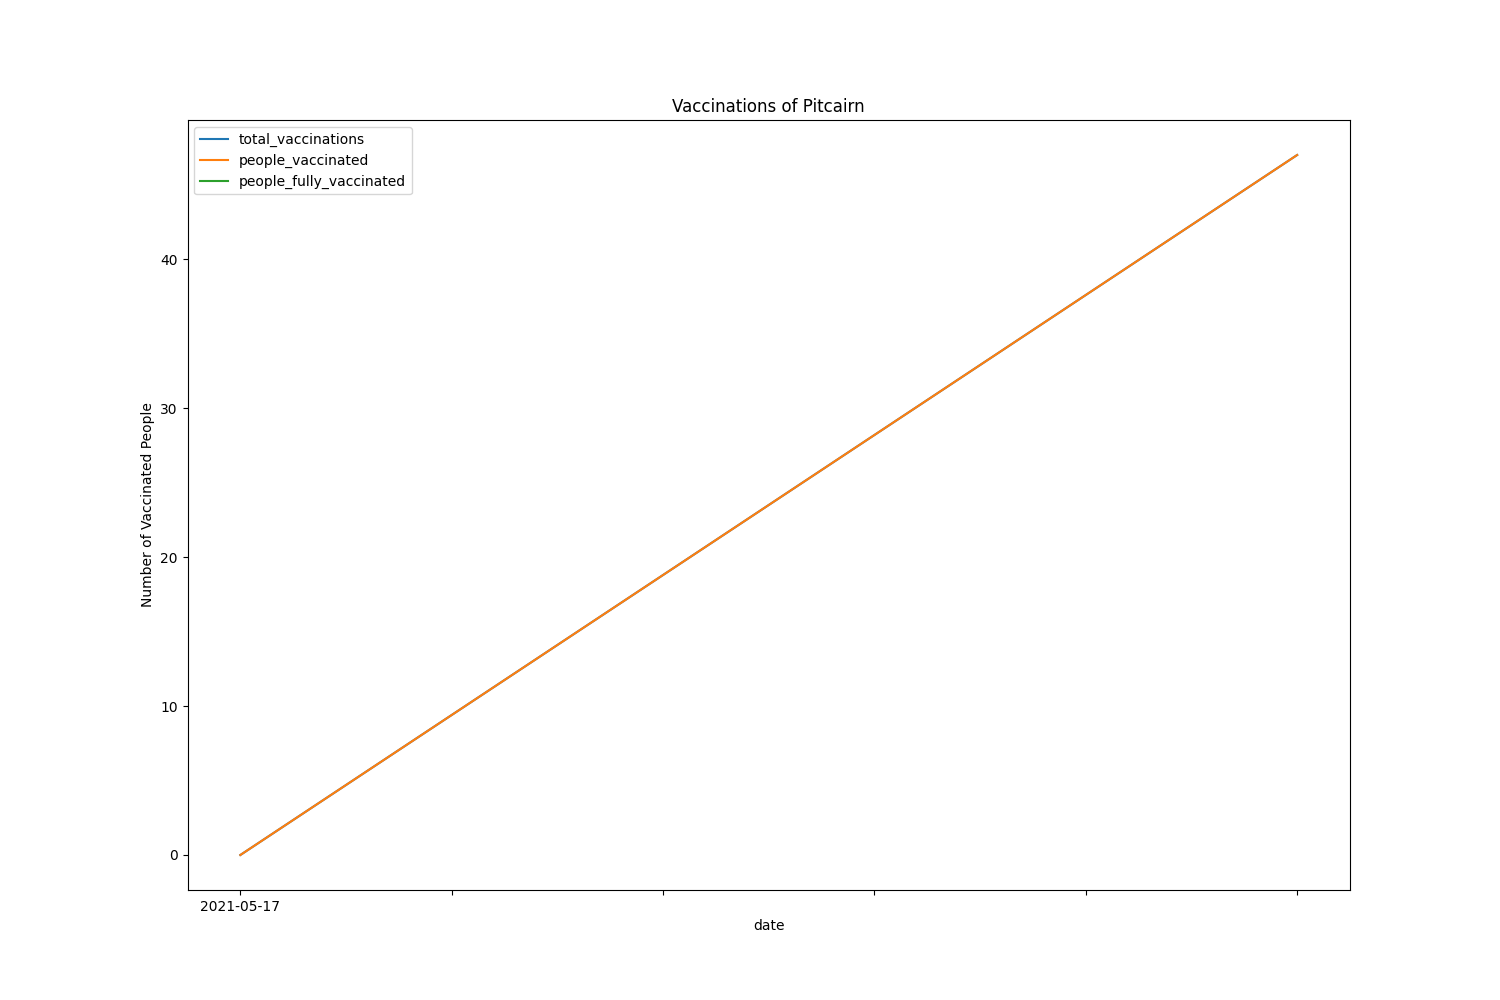 Vaccinations of Pitcairn
total_vaccinations
people_vaccinated
people_fully_vaccinated
Number of Vaccinated People
40
30
20
10
0
2021-05-17
date